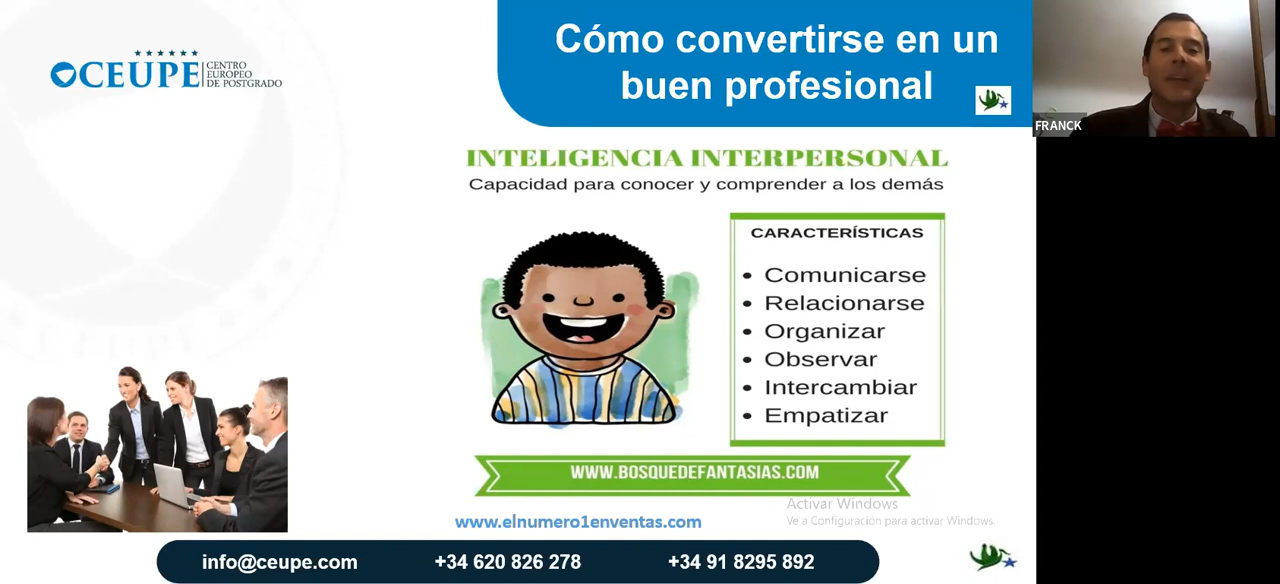 CEUPE
CENTRO
EUROPEO
DE POSTGRADO
Cómo convertirse en un
buen profesional
FRANCK
INTELIGENCIA INTERPERSONAL
Capacidad para conocer y comprender a los demás
CARACTERÍSTICAS
• Comunicarse
• Relacionarse
• Organizar
• Observar
• Intercambiar
• Empatizar
WWW.BOSQUEDEFANTASIAS.COM
Activar Windows
Ve a Configuración para activar Windows.
www.elnumero1enventas.com
info@ceupe.com
+34 620 826 278
+34 91 8295 892